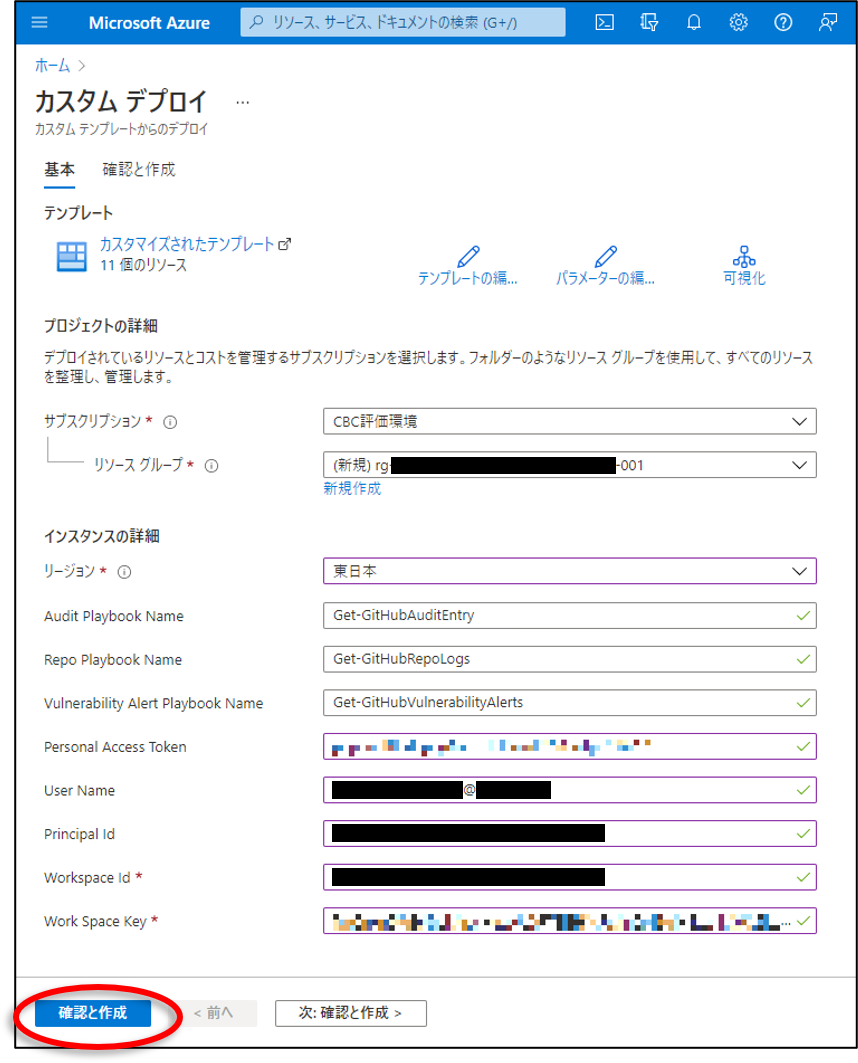 Microsoft Azure
リソース、サービス、ドキュメントの検索 (G+/)
ホーム >
カスタム デプロイ ...
カスタム テンプレートからのデプロイ
基本 確認と作成
テンプレート
カスタマイズされたテンプレート
11 個のリソース
テンプレートの編...
パラメーターの編...
可視化
プロジェクトの詳細
デプロイされているリソースとコストを管理するサブスクリプションを選択します。フォルダーのようなリソース グループを使用して、すべてのリソース
を整理し、管理します。
サブスクリプション *
CBC評価環境
リソース グループ *
(新規) rg- -001
新規作成
インスタンスの詳細
リージョン *
東日本
Audit Playbook Name
Get-GitHubAuditEntry
Repo Playbook Name
Get-GitHubRepoLogs
Vulnerability Alert Playbook Name
Get-GitHubVulnerabilityAlerts
Personal Access Token
User Name
@
Principal Id
Workspace Id *
Work Space Key *
...
確認と作成
< 前へ
次: 確認と作成 >